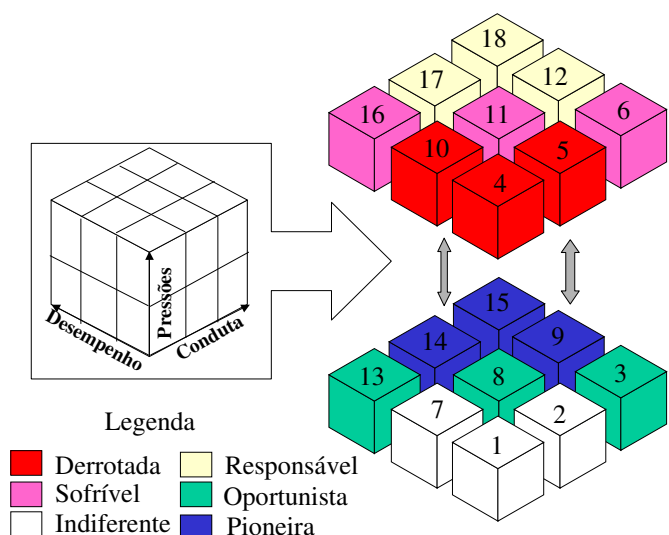 18
17
12
16
11
6
10
5
4
Pressões
Desempenho
Conduta
15
14
9
13
8
3
7
2
1
Legenda
Derrotada
Responsável
Sofrível
Oportunista
Indiferente
Pioneira